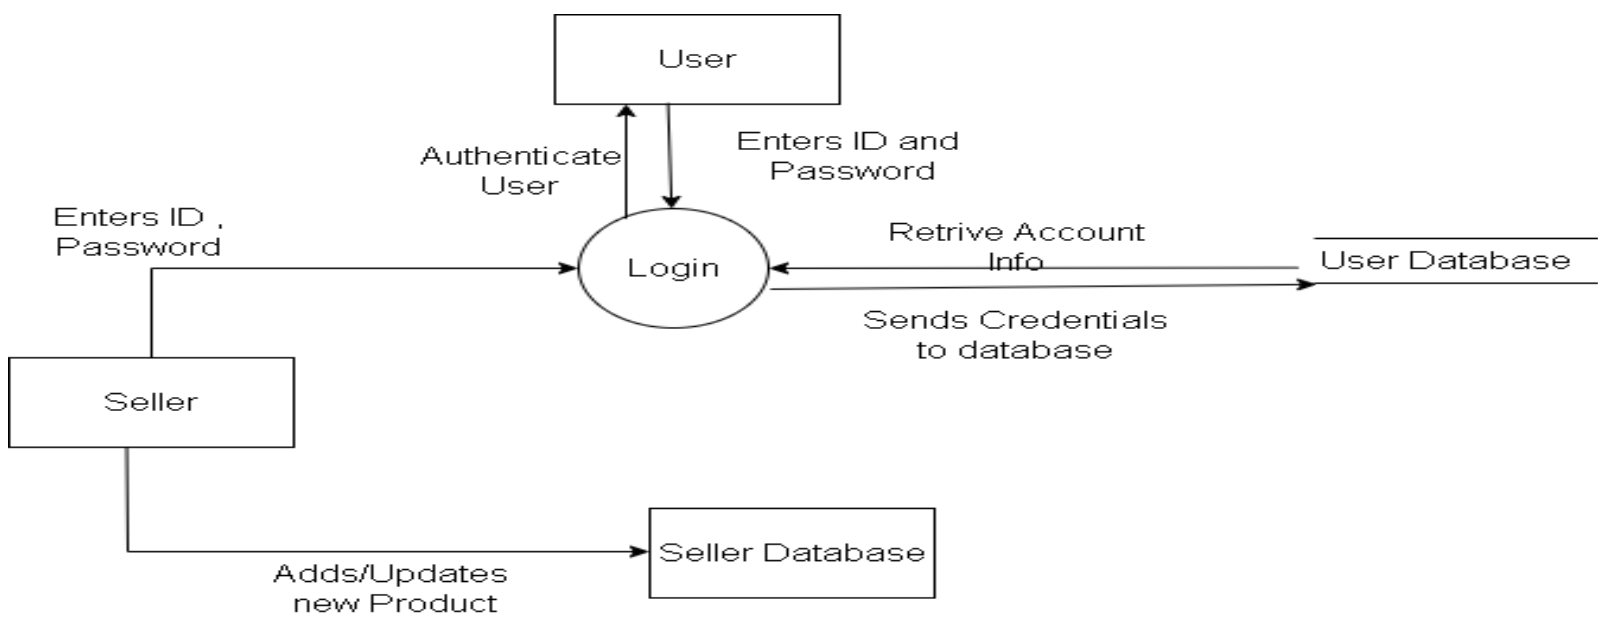 User
Authenticate
User
Enters ID and
Password
Enters ID ,
Password
Login
Retrive Account
Info
User Database
Sends Credentials
to database
Seller
Seller Database
Adds/Updates
new Product